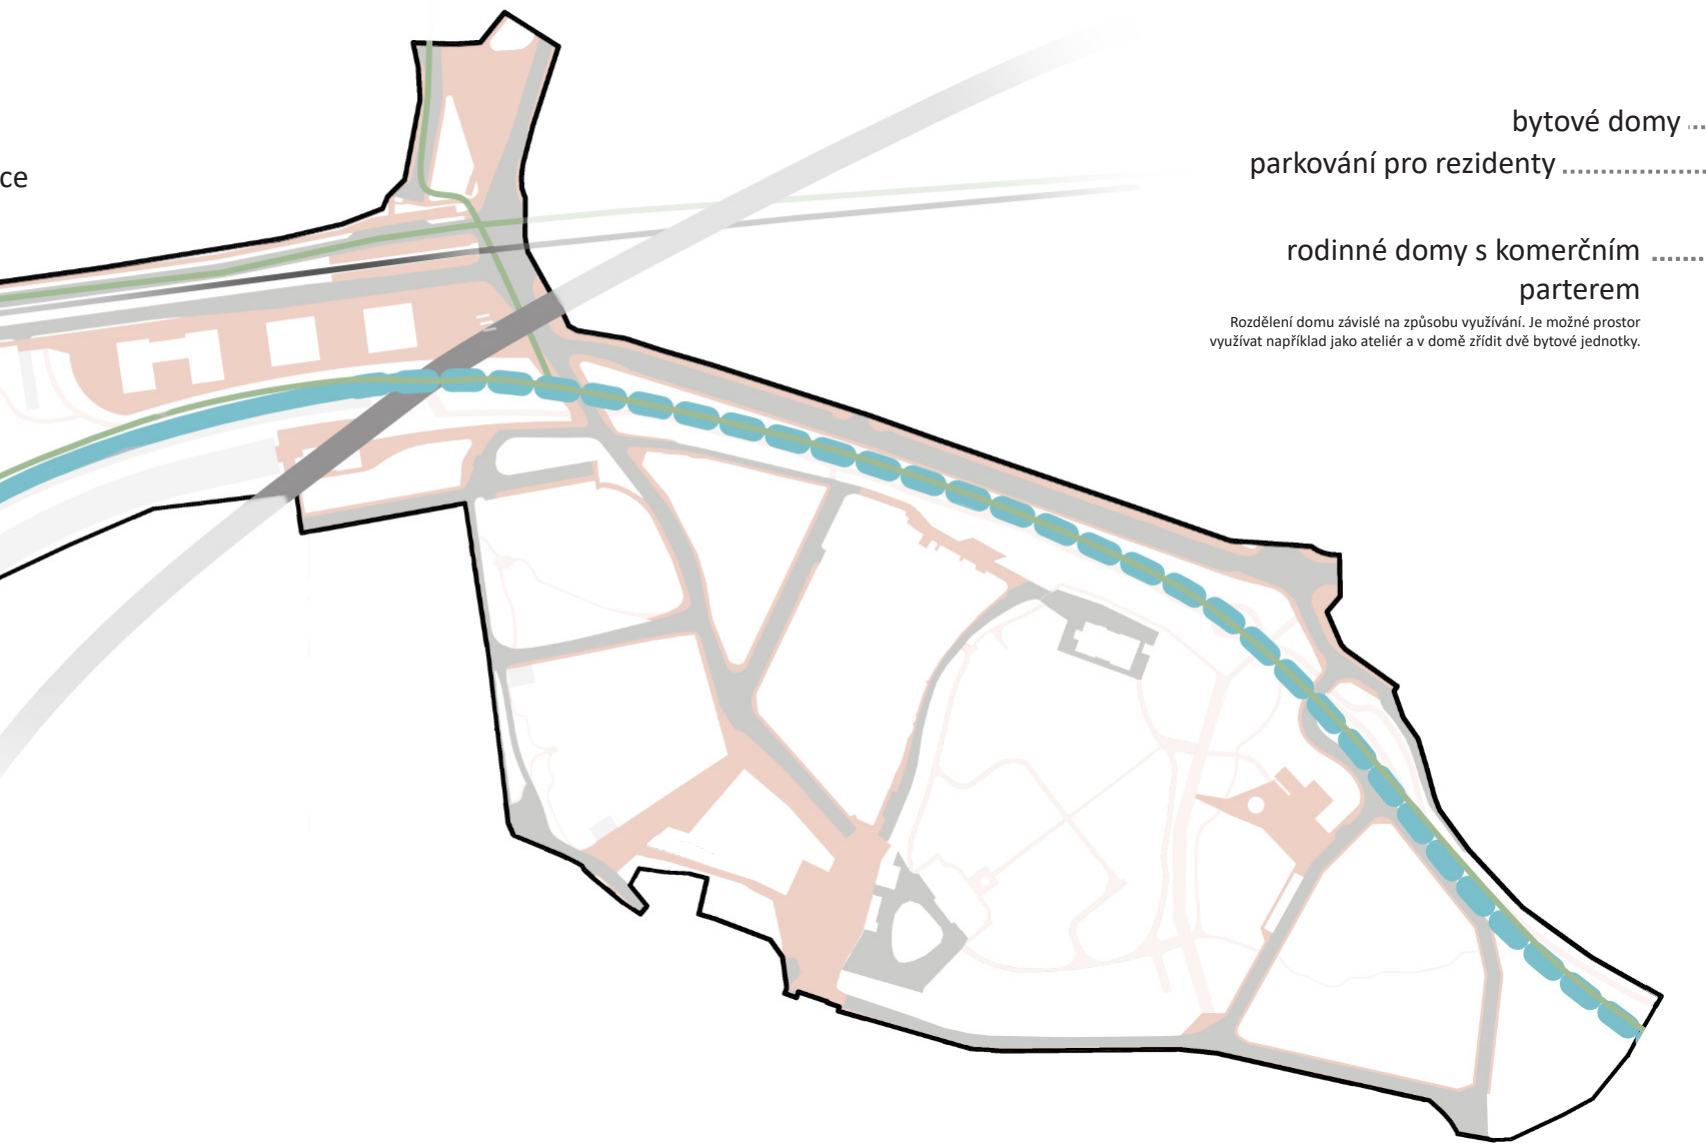 ce
bytové domy
parkování pro rezidenty
rodinné domy s komerčním
parterem
Rozdělení domu závislé na způsobu využívání. Je možné prostor
využívat například jako ateliér a v domě zřídit dvě bytové jednotky.